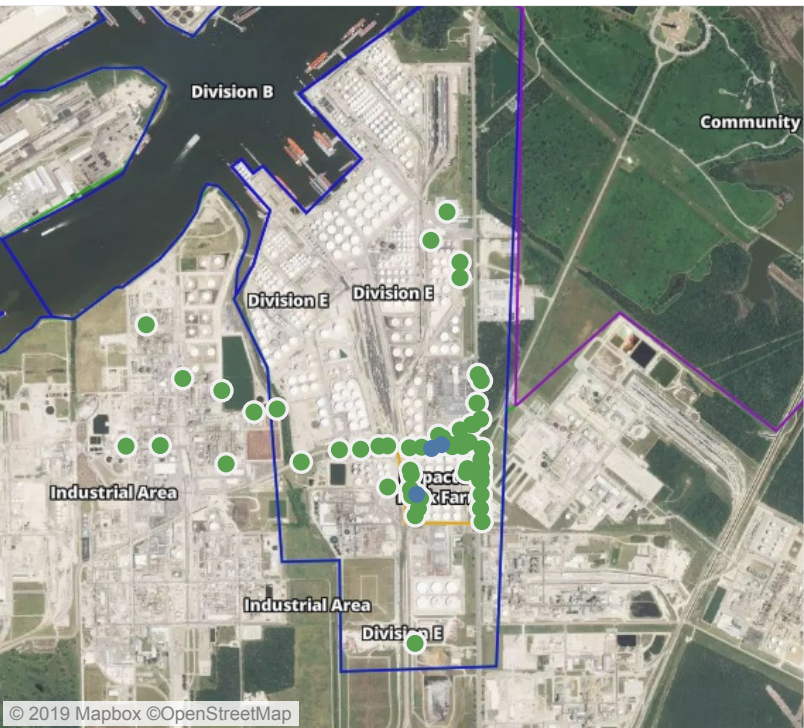 Division B
Community
Division E
Division E
Industrial Area
Industrial Area
Division E
© 2019 Mapbox ©OpenStreetMap